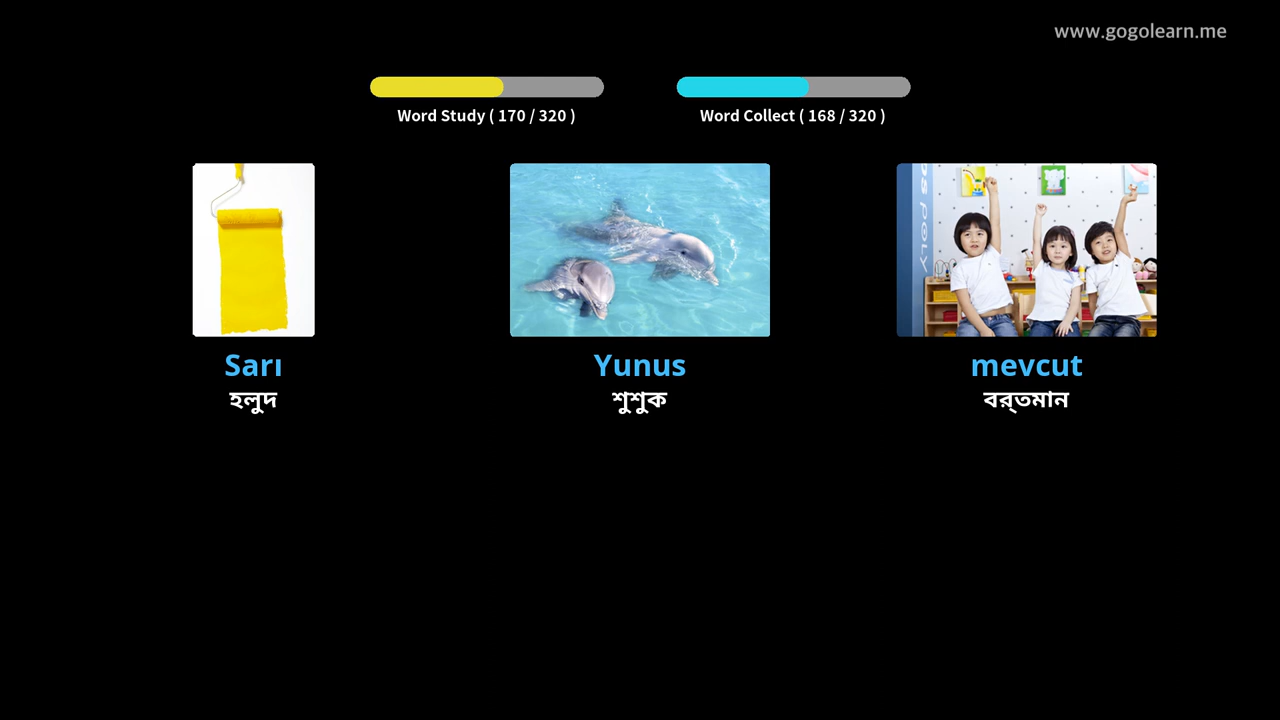 www.gogolearn.me
Word Study ( 170 / 320 )
Word Collect ( 168 / 320 )
Sarı
Yunus
mevcut
হলুদ
শুশুক
বর্তমান